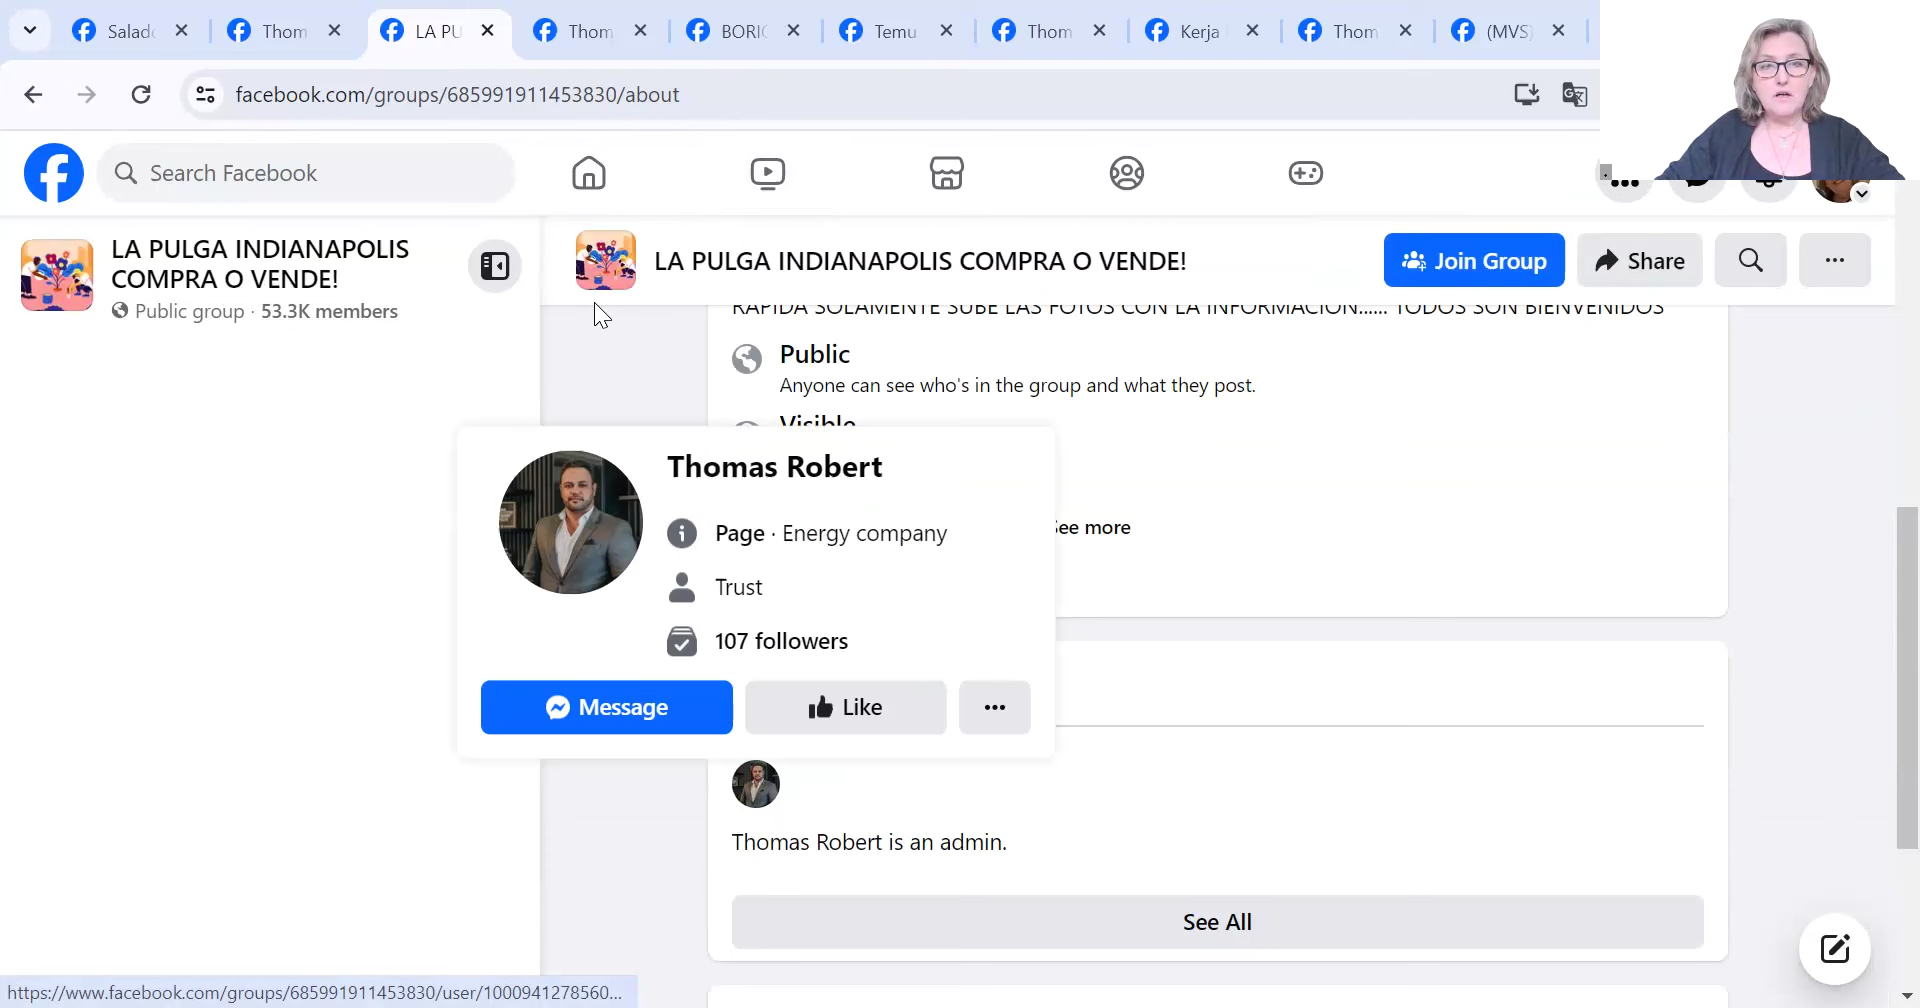 Salado
Thom
LA PU
Thom
BORIC
Temu
Thom
Kerja
Thom
(MVS)
facebook.com/groups/685991911453830/about
Search Facebook
LA PULGA INDIANAPOLIS
COMPRA O VENDE!
Public group · 53.3K members
LA PULGA INDIANAPOLIS COMPRA O VENDE!
Join Group
Share
RAPIDA SOLAMENTE SUBE LAS FOTOS CON LA INFORMACION...... TODOS SON BIENVENIDOS
Public
Anyone can see who's in the group and what they post.
Visible
See more
Thomas Robert
Page · Energy company
Trust
107 followers
Message
Like
Thomas Robert is an admin.
See All
https://www.facebook.com/groups/685991911453830/user/1000941278560...